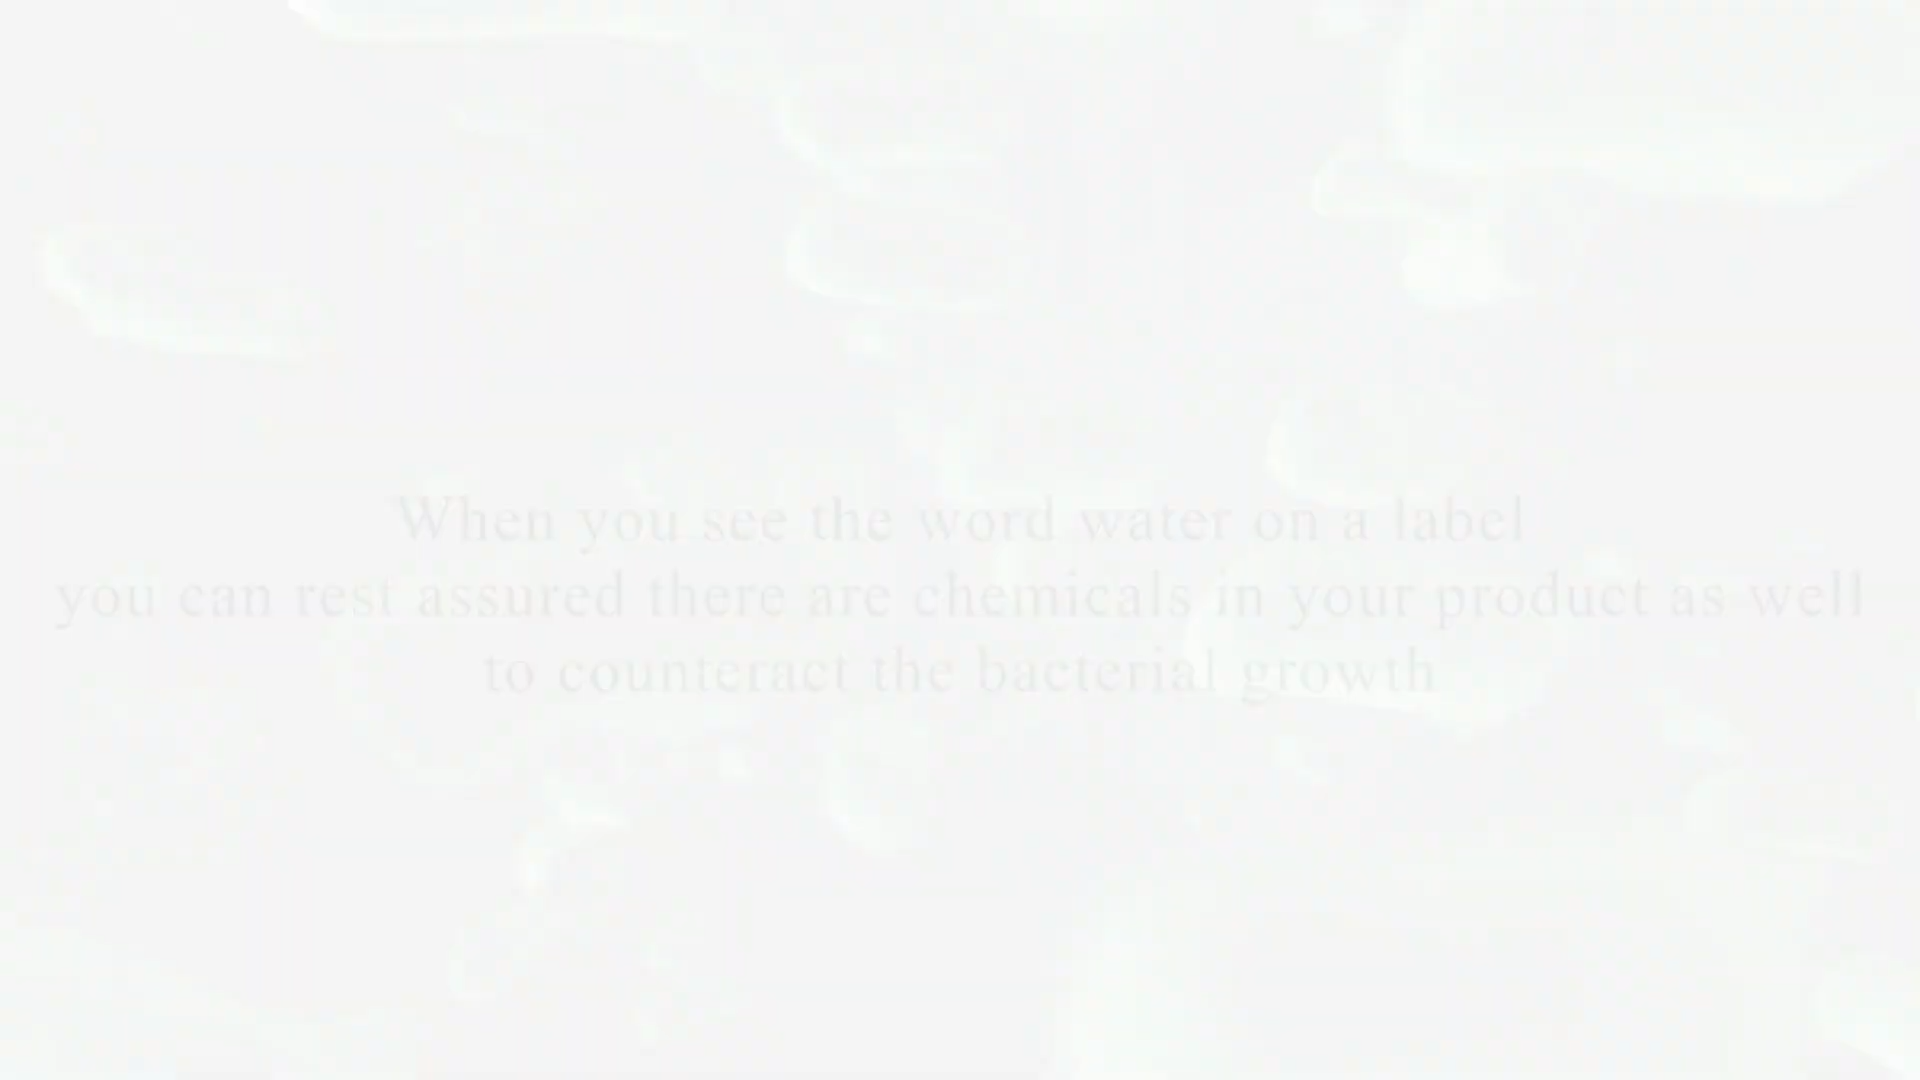 When you see the word water on a label
you can rest assured there are chemicals in your product as well
to counteract the bacterial growth